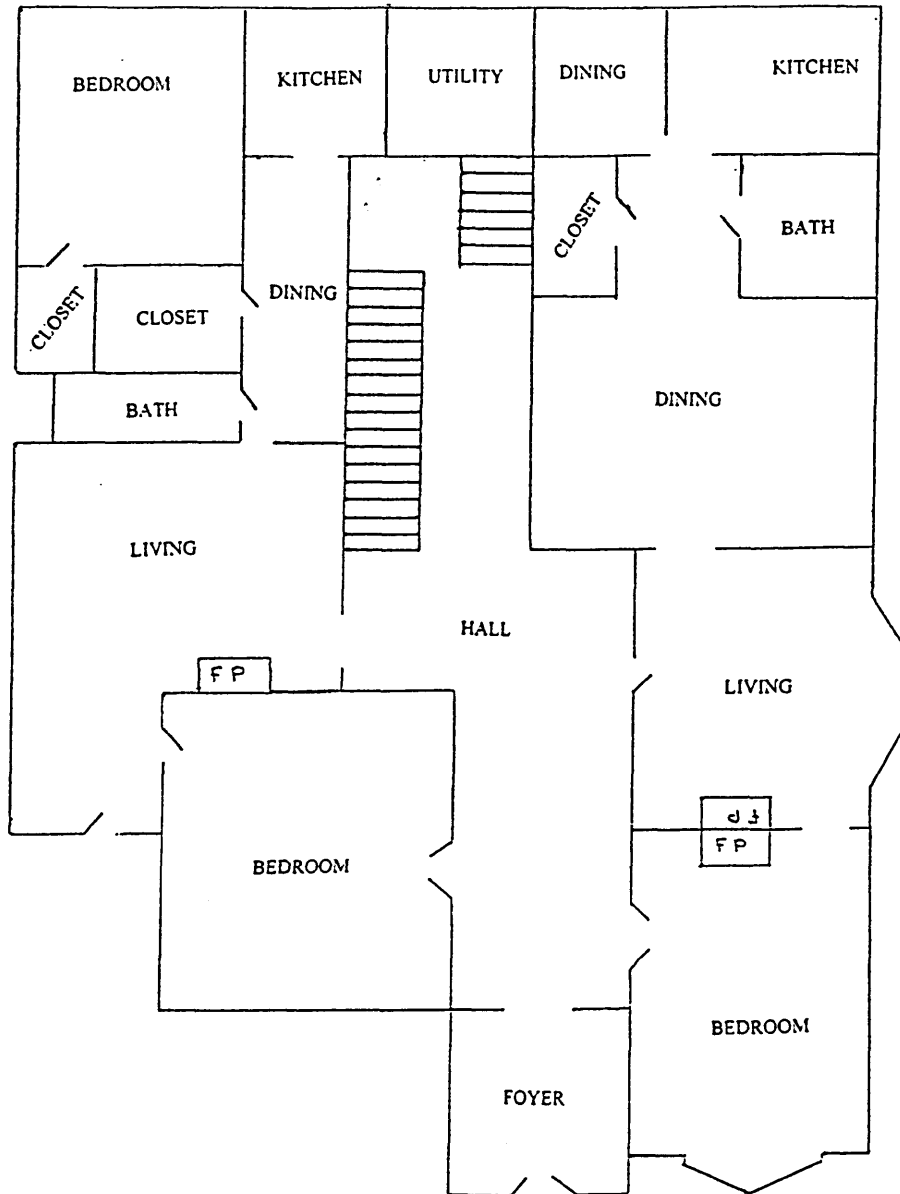 BEDROOM
KITCHEN
UTILITY
DINING
KITCHEN
CLOSET
BATH
CLOSET
CLOSET
DINING
BATH
DINING
LIVING
HALL
FP
LIVING
FP
FP
BEDROOM
BEDROOM
FOYER